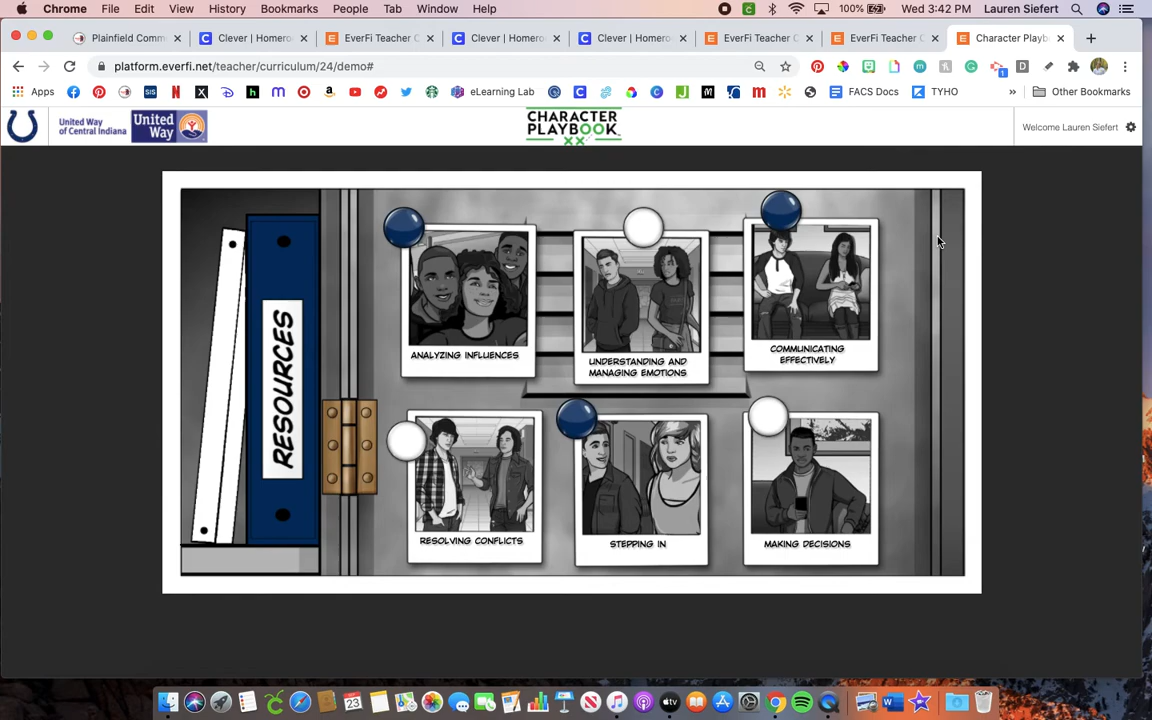 Chrome File Edit View History Bookmarks People Tab Window Help 100% Wed 3:42 PM Lauren Siefert
Plainfield Comm Clever | Homero EverFi Teacher C Clever | Homero Clever | Homero EverFi Teacher C EverFi Teacher C Character Playb
platform.everfi.net/teacher/curriculum/24/demo#
Apps eLearning Lab FACS Docs TYHO » Other Bookmarks
United Way of Central Indiana
United Way
CHARACTER
PLAYBOOK
Welcome Lauren Siefert
RESOURCES
ANALYZING INFLUENCES
UNDERSTANDING AND
MANAGING EMOTIONS
COMMUNICATING
EFFECTIVELY
RESOLVING CONFLICTS
STEPPING IN
MAKING DECISIONS